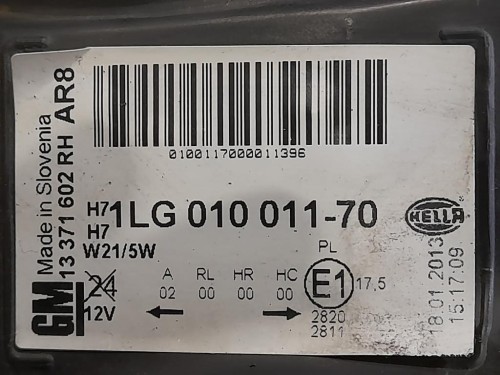 0100117000011396
GM
Made in Slovenia
13 371 602 RH AR8
H7
H7
1LG 010 011-70
HELLA
W21/5W
PL
24
12V
A RL HR HC
02 00 00 00
E1
17,5
2820
2811
18.01.2013
15:17:09